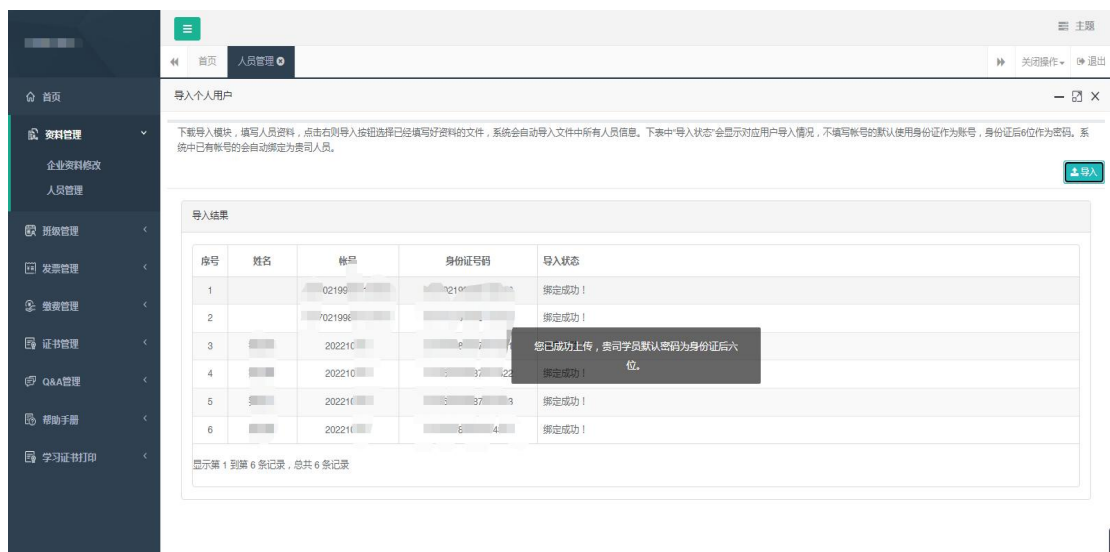 主题
首页
人员管理
关闭操作
退出
首页
资料管理
企业资料修改
人员管理
班级管理
发票管理
缴费管理
证书管理
Q&A管理
帮助手册
学习证书打印
导入个人用户
下载导入模块，填写人员资料，点击右则导入按钮选择已经填写好资料的文件，系统会自动导入文件中所有人员信息。下表中“导入状态”会显示对应用户导入情况，不填写帐号的默认使用身份证作为账号，身份证后6位作为密码。系
统中已有帐号的会自动绑定为贵司人员。
导入
导入结果
序号 姓名 帐号 身份证号码 导入状态
1 绑定成功！
2 绑定成功！
3 202210
4 202210 绑定成功！
5 绑定成功！
6 202210 绑定成功！
您已成功上传，贵司学员默认密码为身份证后六
位。
显示第 1 到第 6 条记录，总共 6 条记录